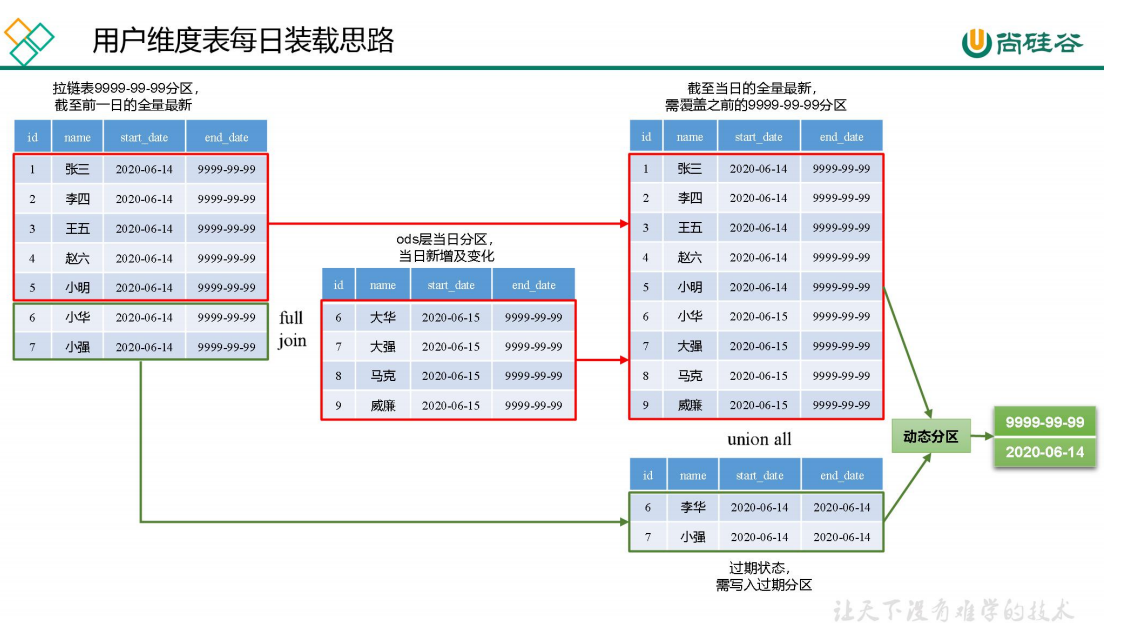 用户维度表每日装载思路
尚硅谷
拉链表9999-99-99分区,
截至前一日的全量最新
id name start_date end_date
1 张三 2020-06-14 9999-99-99
2 李四 2020-06-14 9999-99-99
3 王五 2020-06-14 9999-99-99
4 赵六 2020-06-14 9999-99-99
5 小明 2020-06-14 9999-99-99
6 小华 2020-06-14 9999-99-99
7 小强 2020-06-14 9999-99-99
full
join
ods层当日分区,
当日新增及变化
id name start_date end_date
6 大华 2020-06-15 9999-99-99
7 大强 2020-06-15 9999-99-99
8 马克 2020-06-15 9999-99-99
9 威廉 2020-06-15 9999-99-99
截至当日的全量最新,
需覆盖之前的9999-99-99分区
id name start_date end_date
1 张三 2020-06-14 9999-99-99
2 李四 2020-06-14 9999-99-99
3 王五 2020-06-14 9999-99-99
4 赵六 2020-06-14 9999-99-99
5 小明 2020-06-14 9999-99-99
6 小华 2020-06-15 9999-99-99
7 大强 2020-06-15 9999-99-99
8 马克 2020-06-15 9999-99-99
9 威廉 2020-06-15 9999-99-99
union all
id name start_date end_date
6 李华 2020-06-14 2020-06-14
7 小强 2020-06-14 2020-06-14
过期状态,
需写入过期分区
动态分区
9999-99-99
2020-06-14
让天下没有难学的技术